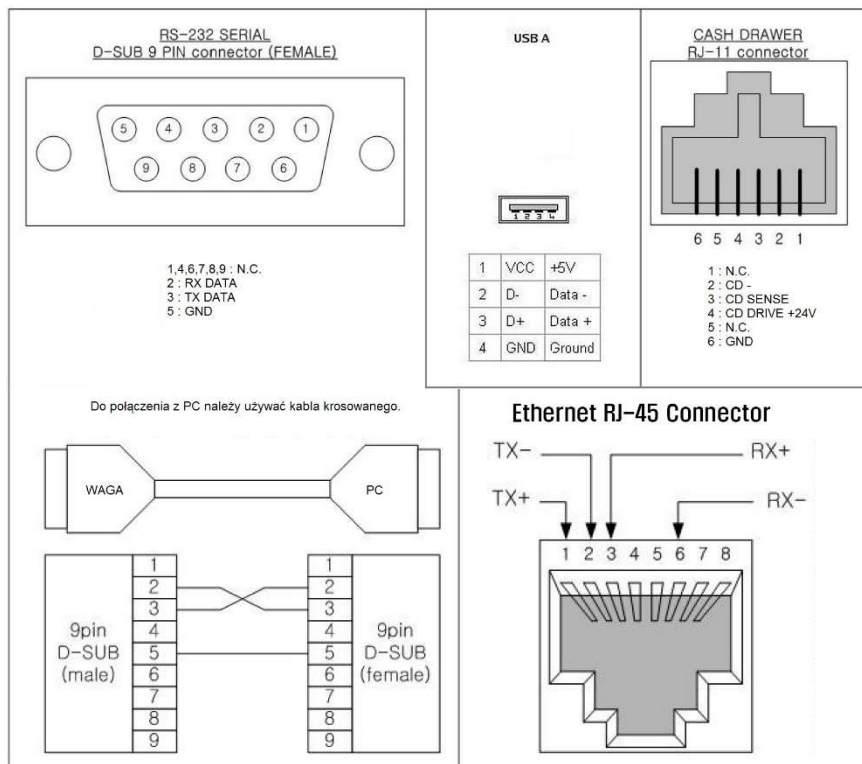 RS-232 SERIAL
D-SUB 9 PIN connector (FEMALE)
5 4 3 2 1
9 8 7 6
1,4,6,7,8,9 : N.C.
2 : RX DATA
3 : TX DATA
5 : GND
USB A
1 2 3 4
1 VCC +5V
2 D- Data -
3 D+ Data +
4 GND Ground
CASH DRAWER
RJ-11 connector
6 5 4 3 2 1
1 : N.C.
2 : CD -
3 : CD SENSE
4 : CD DRIVE +24V
5 : N.C.
6 : GND
Do połączenia z PC należy używać kabla krosowanego.
WAGA
PC
9pin
D-SUB
(male)
1
2
3
4
5
6
7
8
9
1
2
3
4
5
6
7
8
9
9pin
D-SUB
(female)
Ethernet RJ-45 Connector
TX- RX+
TX+ RX-
1 2 3 4 5 6 7 8